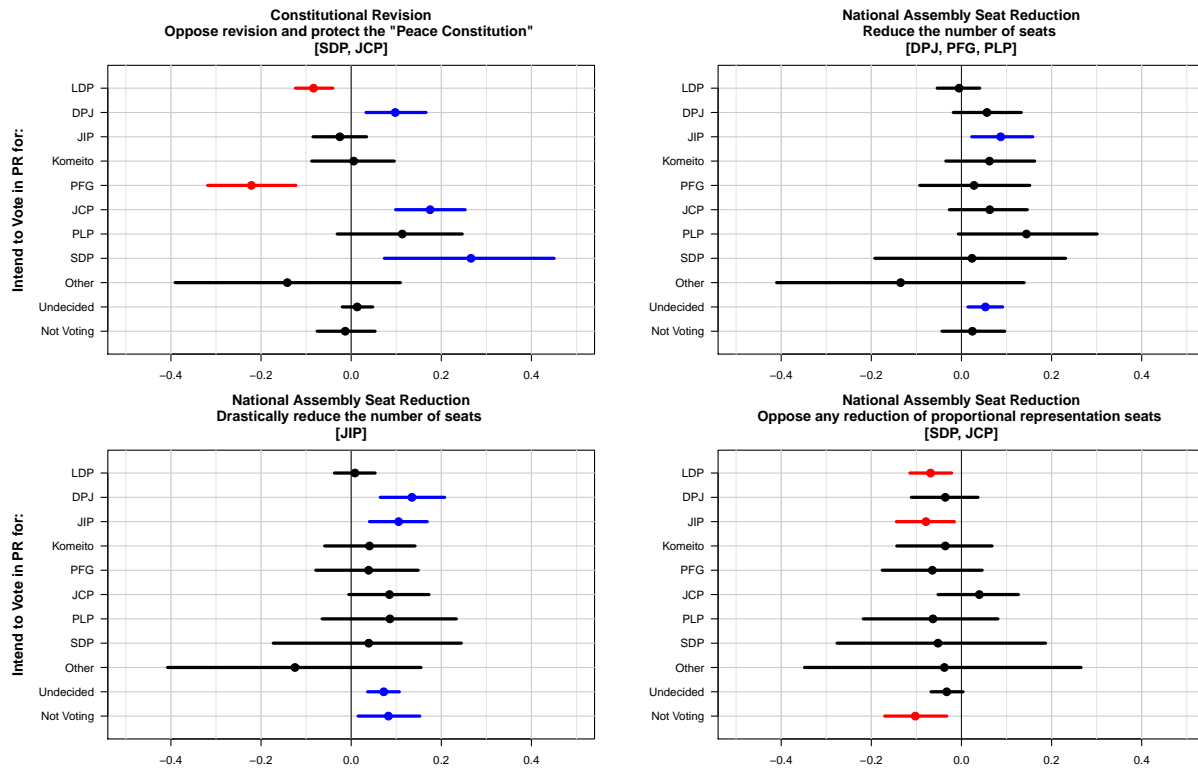 Constitutional Revision
Oppose revision and protect the "Peace Constitution"
[SDP, JCP]
Intend to Vote in PR for:
LDP
DPJ
JIP
Komeito
PFG
JCP
PLP
SDP
Other
Undecided
Not Voting
−0.4 −0.2 0.0 0.2 0.4
National Assembly Seat Reduction
Reduce the number of seats
[DPJ, PFG, PLP]
LDP
DPJ
JIP
Komeito
PFG
JCP
PLP
SDP
Other
Undecided
Not Voting
−0.4 −0.2 0.0 0.2 0.4
National Assembly Seat Reduction
Drastically reduce the number of seats
[JIP]
Intend to Vote in PR for:
LDP
DPJ
JIP
Komeito
PFG
JCP
PLP
SDP
Other
Undecided
Not Voting
−0.4 −0.2 0.0 0.2 0.4
National Assembly Seat Reduction
Oppose any reduction of proportional representation seats
[SDP, JCP]
LDP
DPJ
JIP
Komeito
PFG
JCP
PLP
SDP
Other
Undecided
Not Voting
−0.4 −0.2 0.0 0.2 0.4